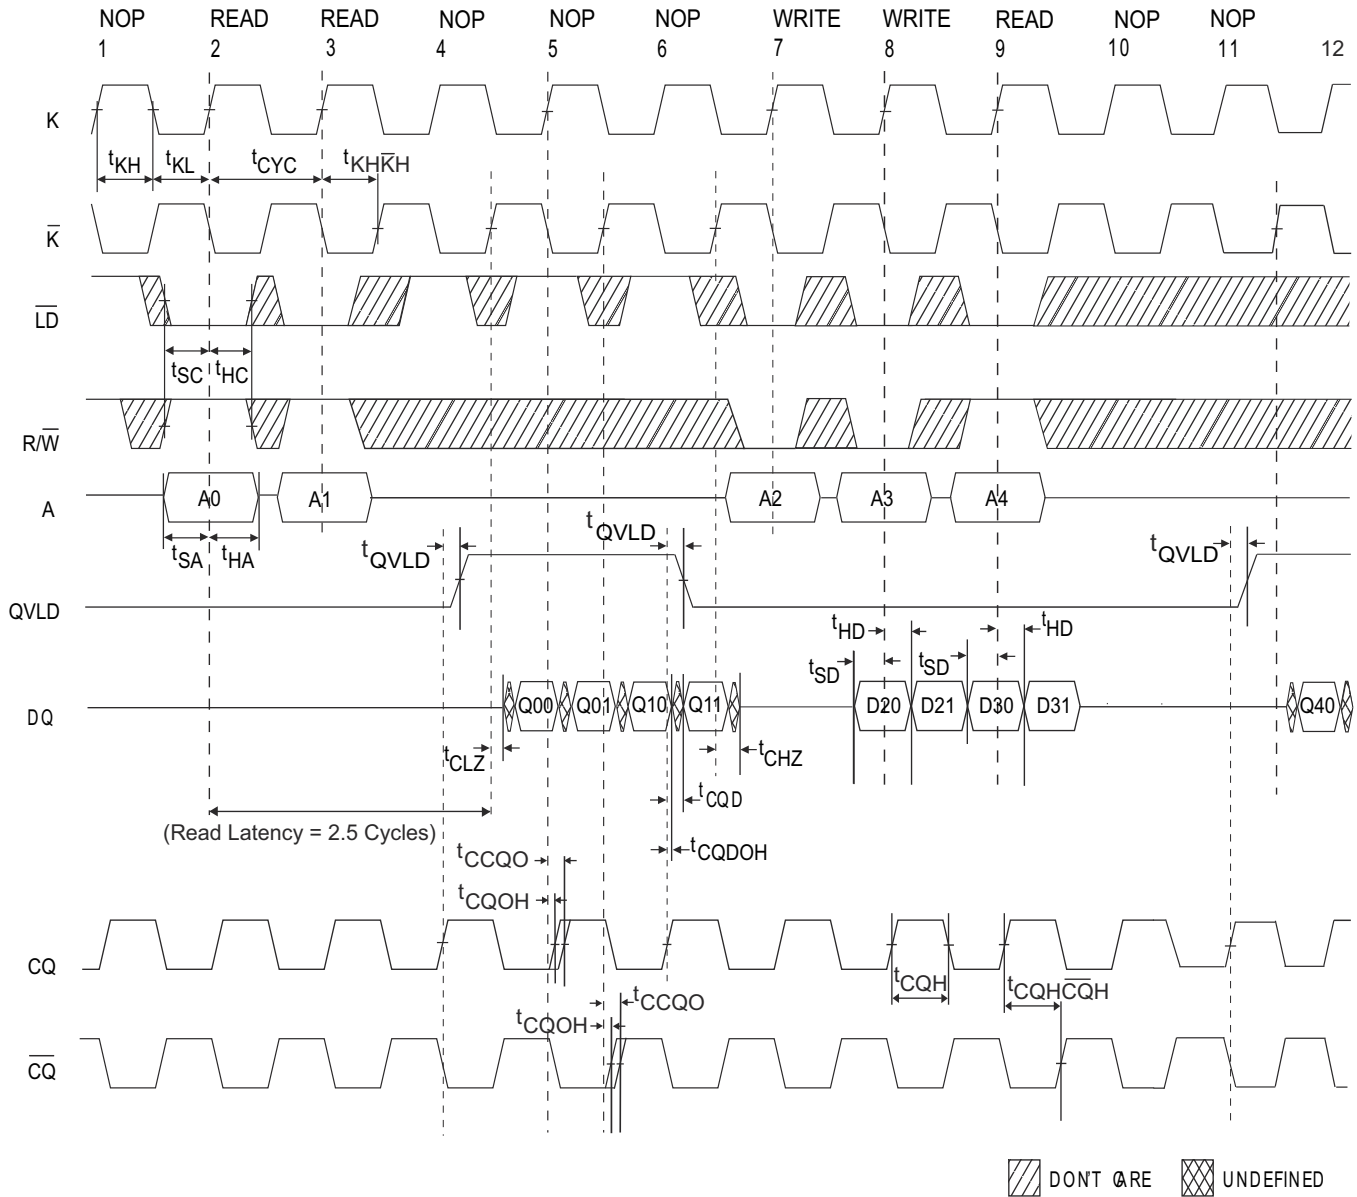 NOP READ READ NOP NOP NOP WRITE WRITE READ NOP NOP
1 2 3 4 5 6 7 8 9 10 11 12
K
tKH tKL tCYC tKHK̅H
K̅
L̅D̅
tSC tHC
R/W̅
A A0 A1 A2 A3 A4
tSA tHA tQVLD tQVLD tQVLD
QVLD
tHD tHD
tSD tSD
DQ Q00 Q01 Q10 Q11 D20 D21 D30 D31 Q40
tCLZ tCHZ
tCQD
(Read Latency = 2.5 Cycles)
tCQDOH
tCCQO
tCQOH
CQ
tCQH tCQHC̅Q̅H
tCCQO
tCQOH
C̅Q̅
DON'T CARE UNDEFINED